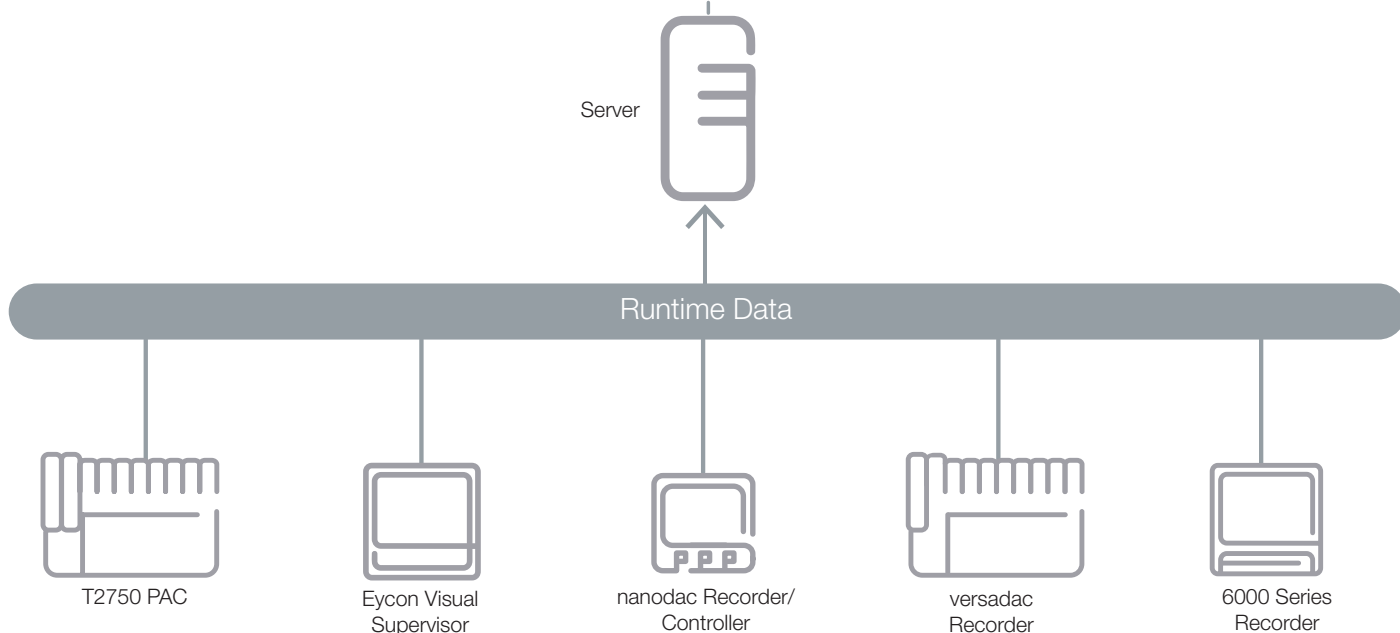 Server
Runtime Data
T2750 PAC
Eycon Visual
Supervisor
nanodac Recorder/
Controller
versadac
Recorder
6000 Series
Recorder